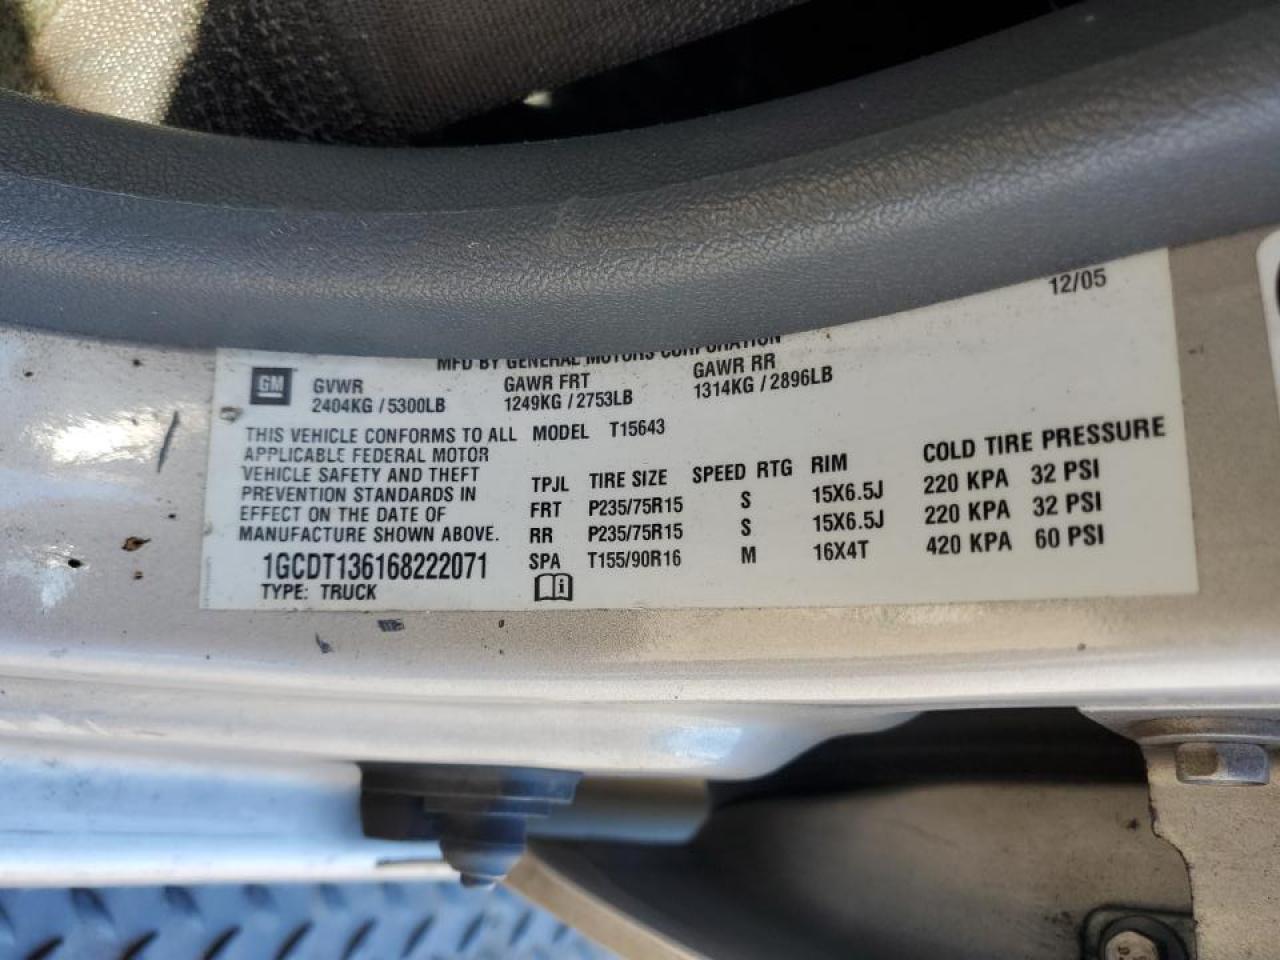 12/05
MFD BY GENERAL MOTORS CORPORATION
GM
GVWR GAWR FRT GAWR RR
2404KG / 5300LB 1249KG / 2753LB 1314KG / 2896LB
THIS VEHICLE CONFORMS TO ALL
APPLICABLE FEDERAL MOTOR
VEHICLE SAFETY AND THEFT
PREVENTION STANDARDS IN
EFFECT ON THE DATE OF
MANUFACTURE SHOWN ABOVE.
1GCDT136168222071
TYPE: TRUCK
MODEL T15643
TPJL TIRE SIZE SPEED RTG RIM COLD TIRE PRESSURE
FRT P235/75R15 S 15X6.5J 220 KPA 32 PSI
RR P235/75R15 S 15X6.5J 220 KPA 32 PSI
SPA T155/90R16 M 16X4T 420 KPA 60 PSI